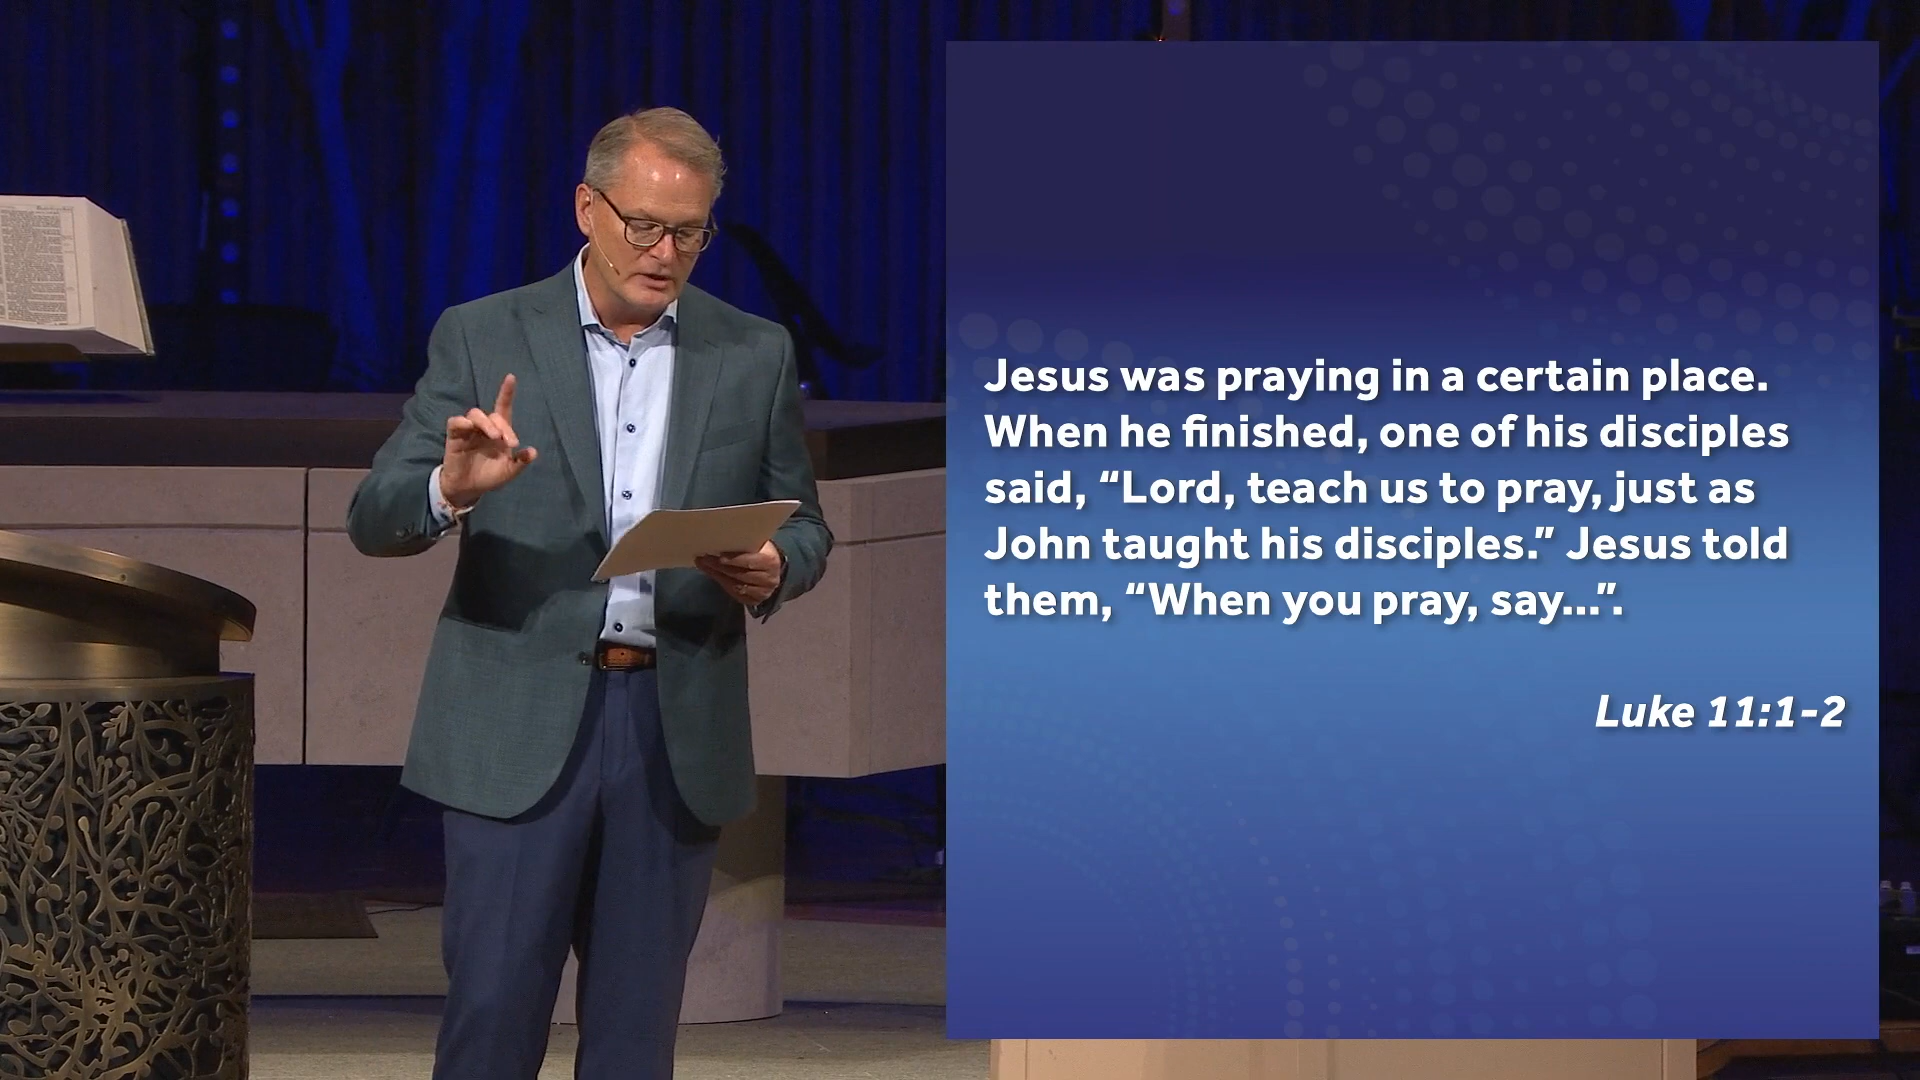 Jesus was praying in a certain place.
When he finished, one of his disciples
said, “Lord, teach us to pray, just as
John taught his disciples.” Jesus told
them, “When you pray, say...”.
Luke 11:1-2